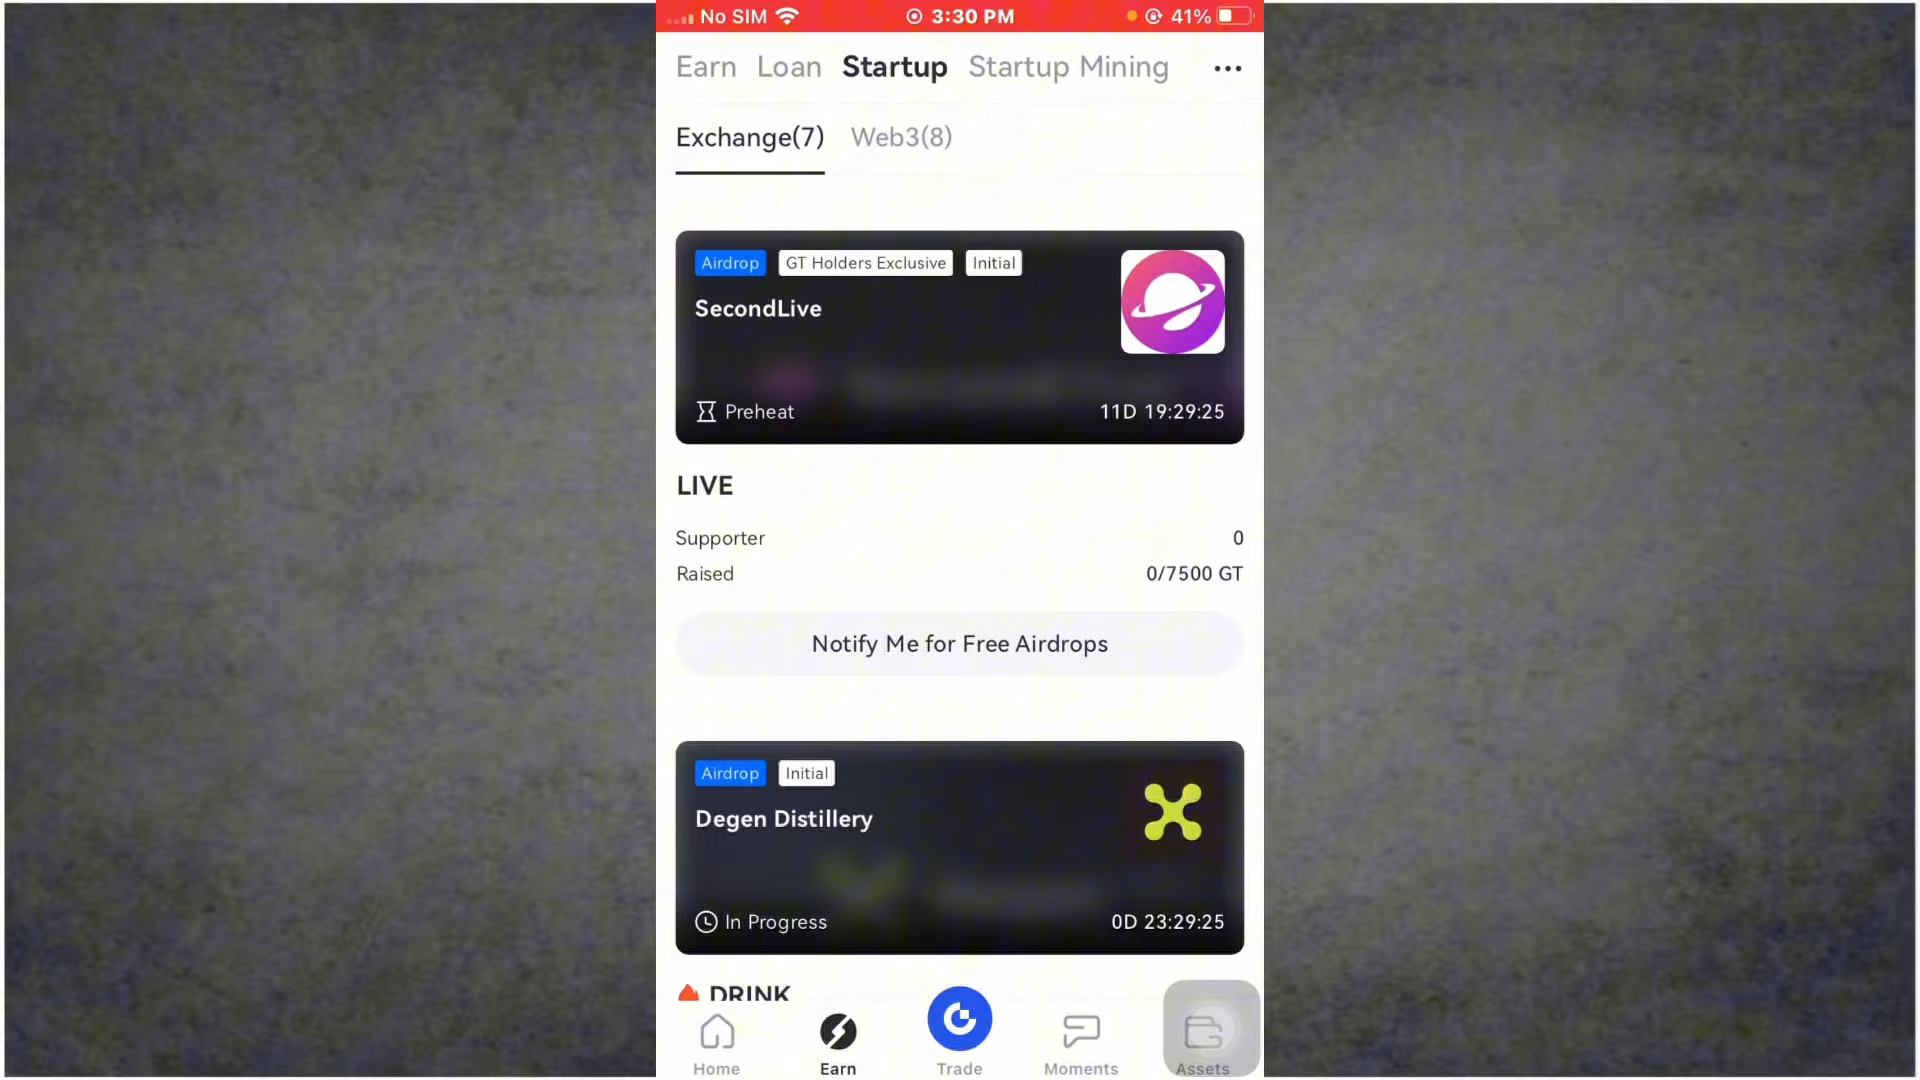 No SIM 3:30 PM 41%
Earn Loan Startup Startup Mining
Exchange(7) Web3(8)
Airdrop GT Holders Exclusive Initial
SecondLive
Preheat 11D 19:29:25
LIVE
Supporter 0
Raised 0/7500 GT
Notify Me for Free Airdrops
Airdrop Initial
Degen Distillery
In Progress 0D 23:29:25
DRINK
Home Earn Trade Moments Assets